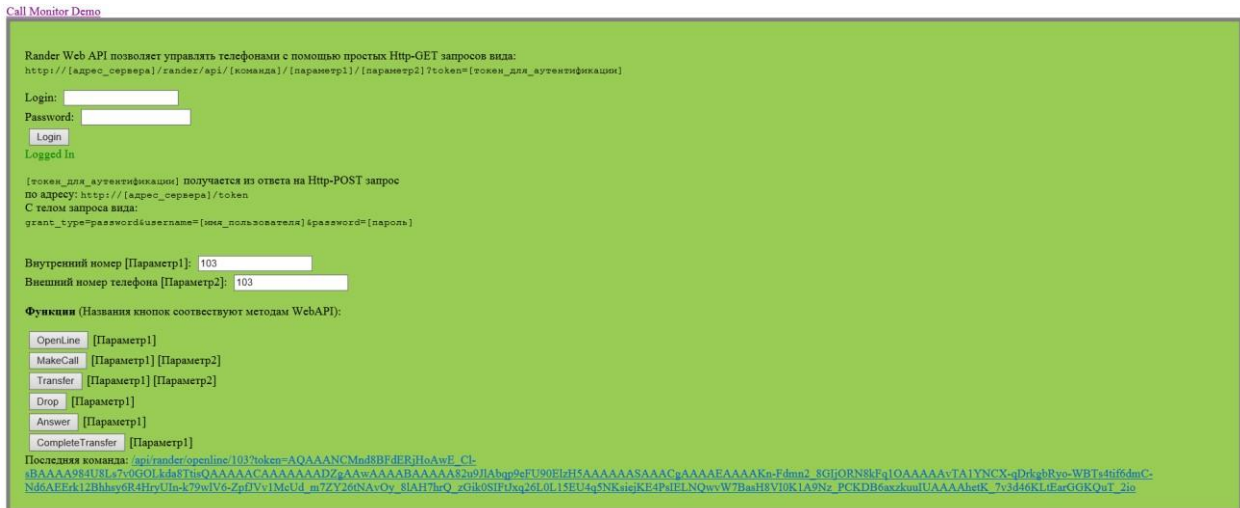 Call Monitor Demo
Rander Web API позволяет управлять телефонами с помощью простых Http-GET запросов вида:
http://[адрес_сервера]/rander/api/[команда]/[параметр1]/[параметр2]?token=[токен_для_аутентификации]
Login:
Password:
Login
Logged In
[токен_для_аутентификации] получается из ответа на Http-POST запрос
по адресу: http://[адрес_сервера]/token
С телом запроса вида:
grant_type=password&username=[имя_пользователя]&password=[пароль]
Внутренний номер [Параметр1]: 103
Внешний номер телефона [Параметр2]: 103
Функции (Названия кнопок соотвествуют методам WebAPI):
OpenLine [Параметр1]
MakeCall [Параметр1] [Параметр2]
Transfer [Параметр1] [Параметр2]
Drop [Параметр1]
Answer [Параметр1]
CompleteTransfer [Параметр1]
Последняя команда: /api/rander/openline/103?token=AQAAANCMnd8BFdERjHoAwE_Cl-